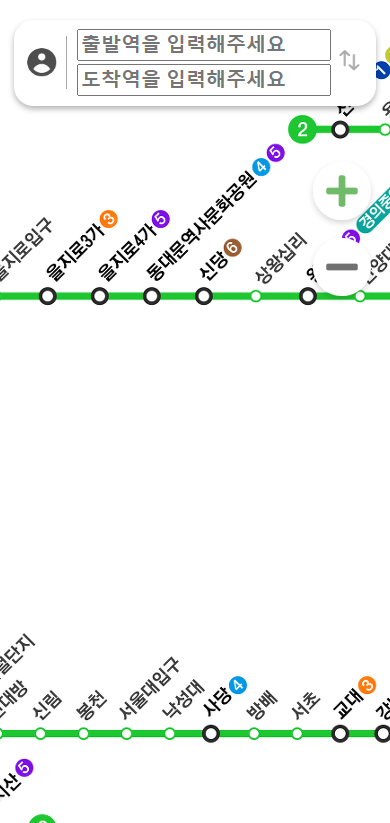 출발역을 입력해주세요
도착역을 입력해주세요
2
1
을지로입구
을지로3가 3
을지로4가 5
동대문역사문화공원 4 5
신당 6
상왕십리
5
신림
봉천
서울대입구
낙성대
사당 4
방배
서초
교대 3
5